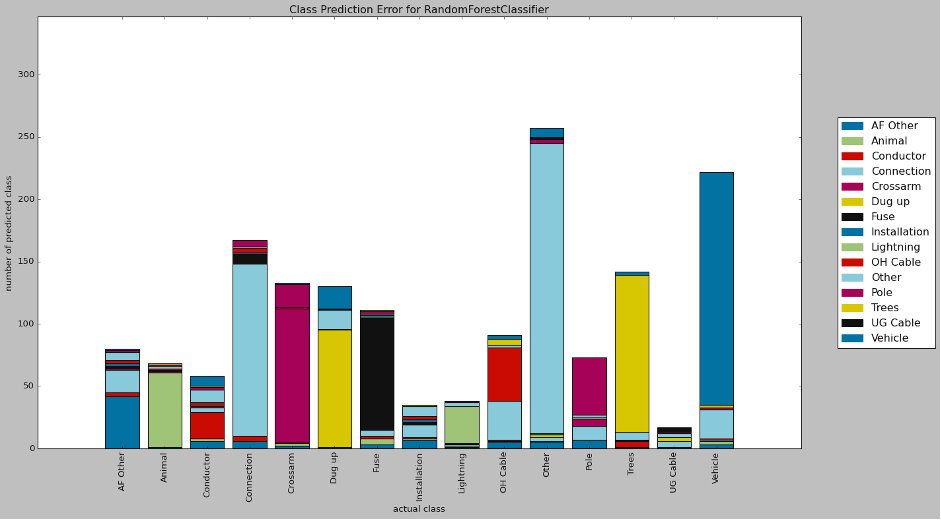 Class Prediction Error for RandomForestClassifier
number of predicted class
300
250
200
150
100
50
0
AF Other
Animal
Conductor
Connection
Crossarm
Dug up
Fuse
Installation
Lightning
OH Cable
Other
Pole
Trees
UG Cable
Vehicle
actual class
AF Other
Animal
Conductor
Connection
Crossarm
Dug up
Fuse
Installation
Lightning
OH Cable
Other
Pole
Trees
UG Cable
Vehicle